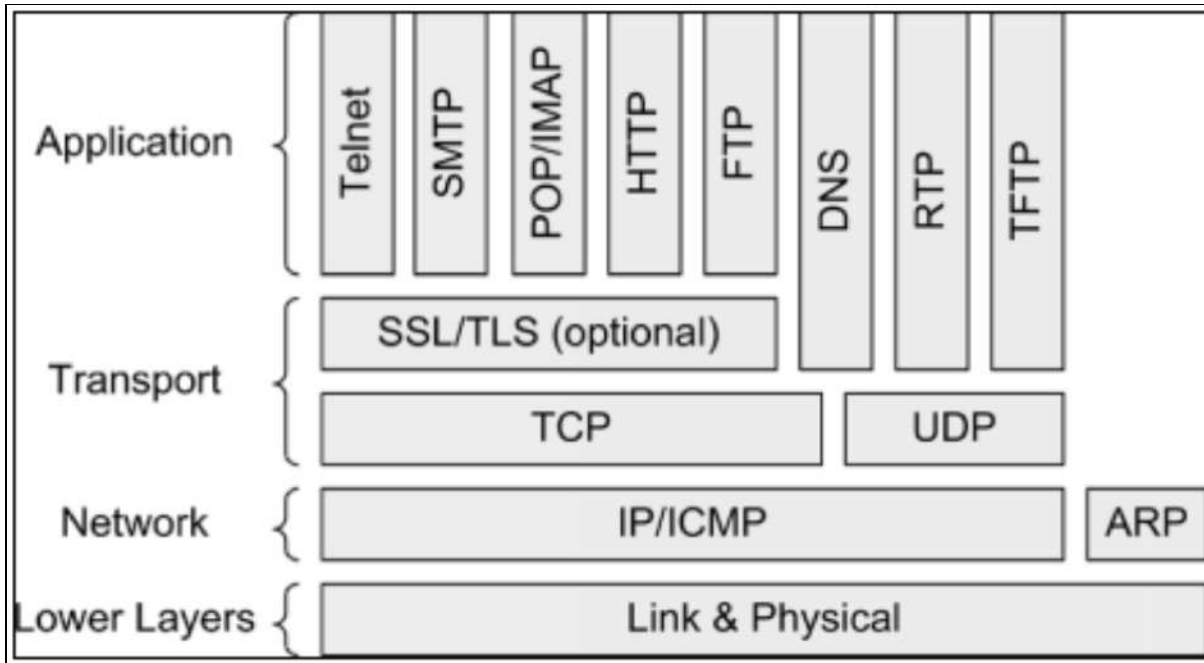 Application
Telnet
SMTP
POP/IMAP
HTTP
FTP
DNS
RTP
TFTP
Transport
SSL/TLS (optional)
TCP
UDP
Network
IP/ICMP
ARP
Lower Layers
Link & Physical